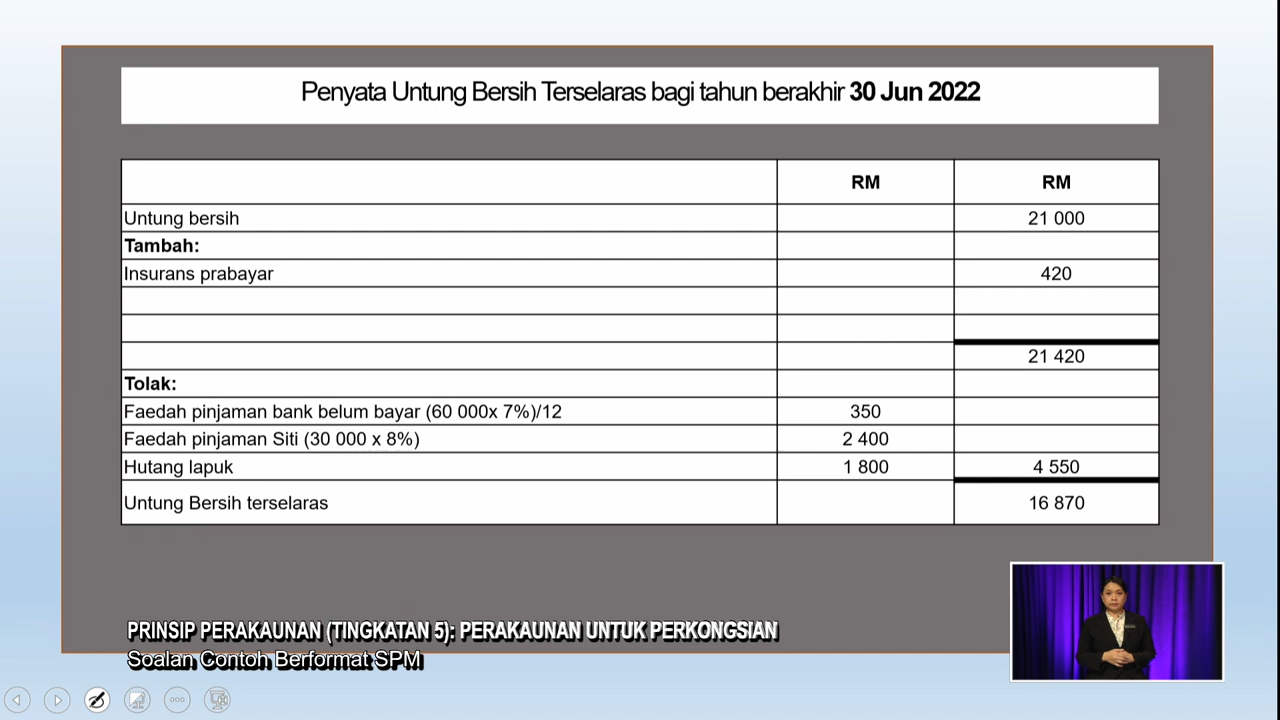 Penyata Untung Bersih Terselaras bagi tahun berakhir 30 Jun 2022
RM RM
Untung bersih 21 000
Tambah:
Insurans prabayar 420
21 420
Tolak:
Faedah pinjaman bank belum bayar (60 000x 7%)/12 350
Faedah pinjaman Siti (30 000 x 8%) 2 400
Hutang lapuk 1 800 4 550
Untung Bersih terselaras 16 870
PRINSIP PERAKAUNAN (TINGKATAN 5): PERAKAUNAN UNTUK PERKONGSIAN
Soalan Contoh Berformat SPM